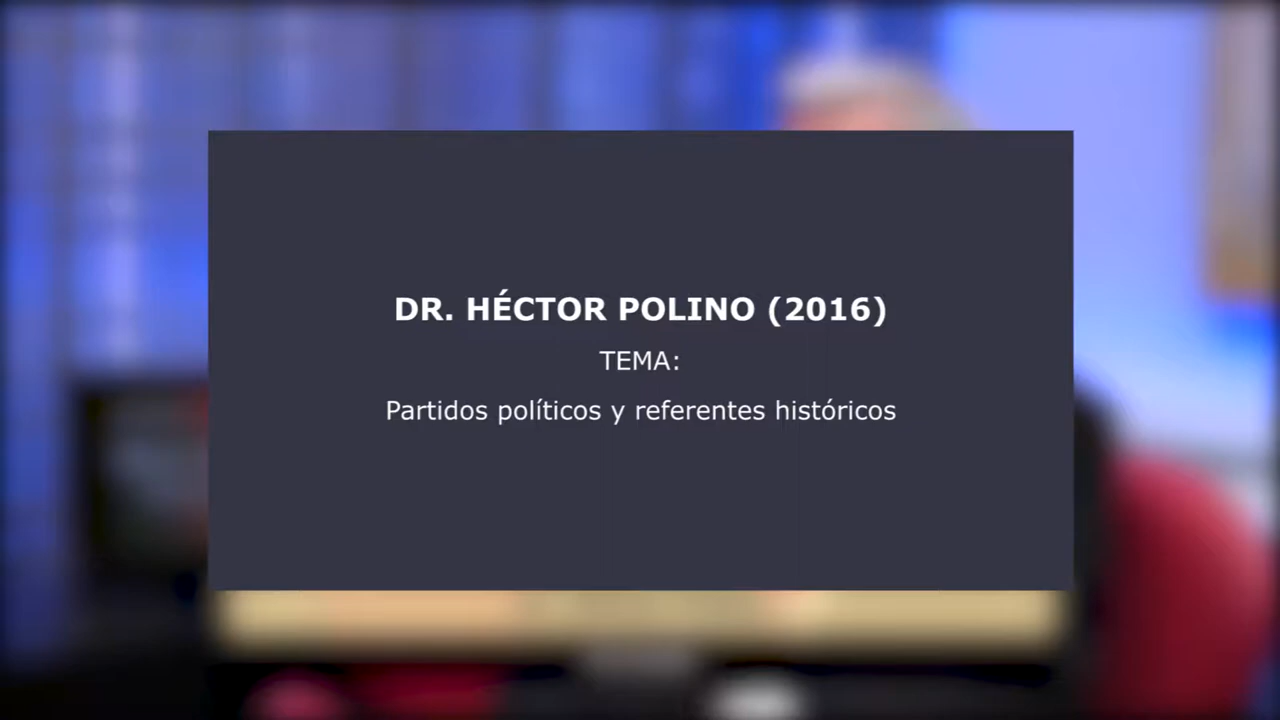 DR. HÉCTOR POLINO (2016)
TEMA:
Partidos políticos y referentes históricos